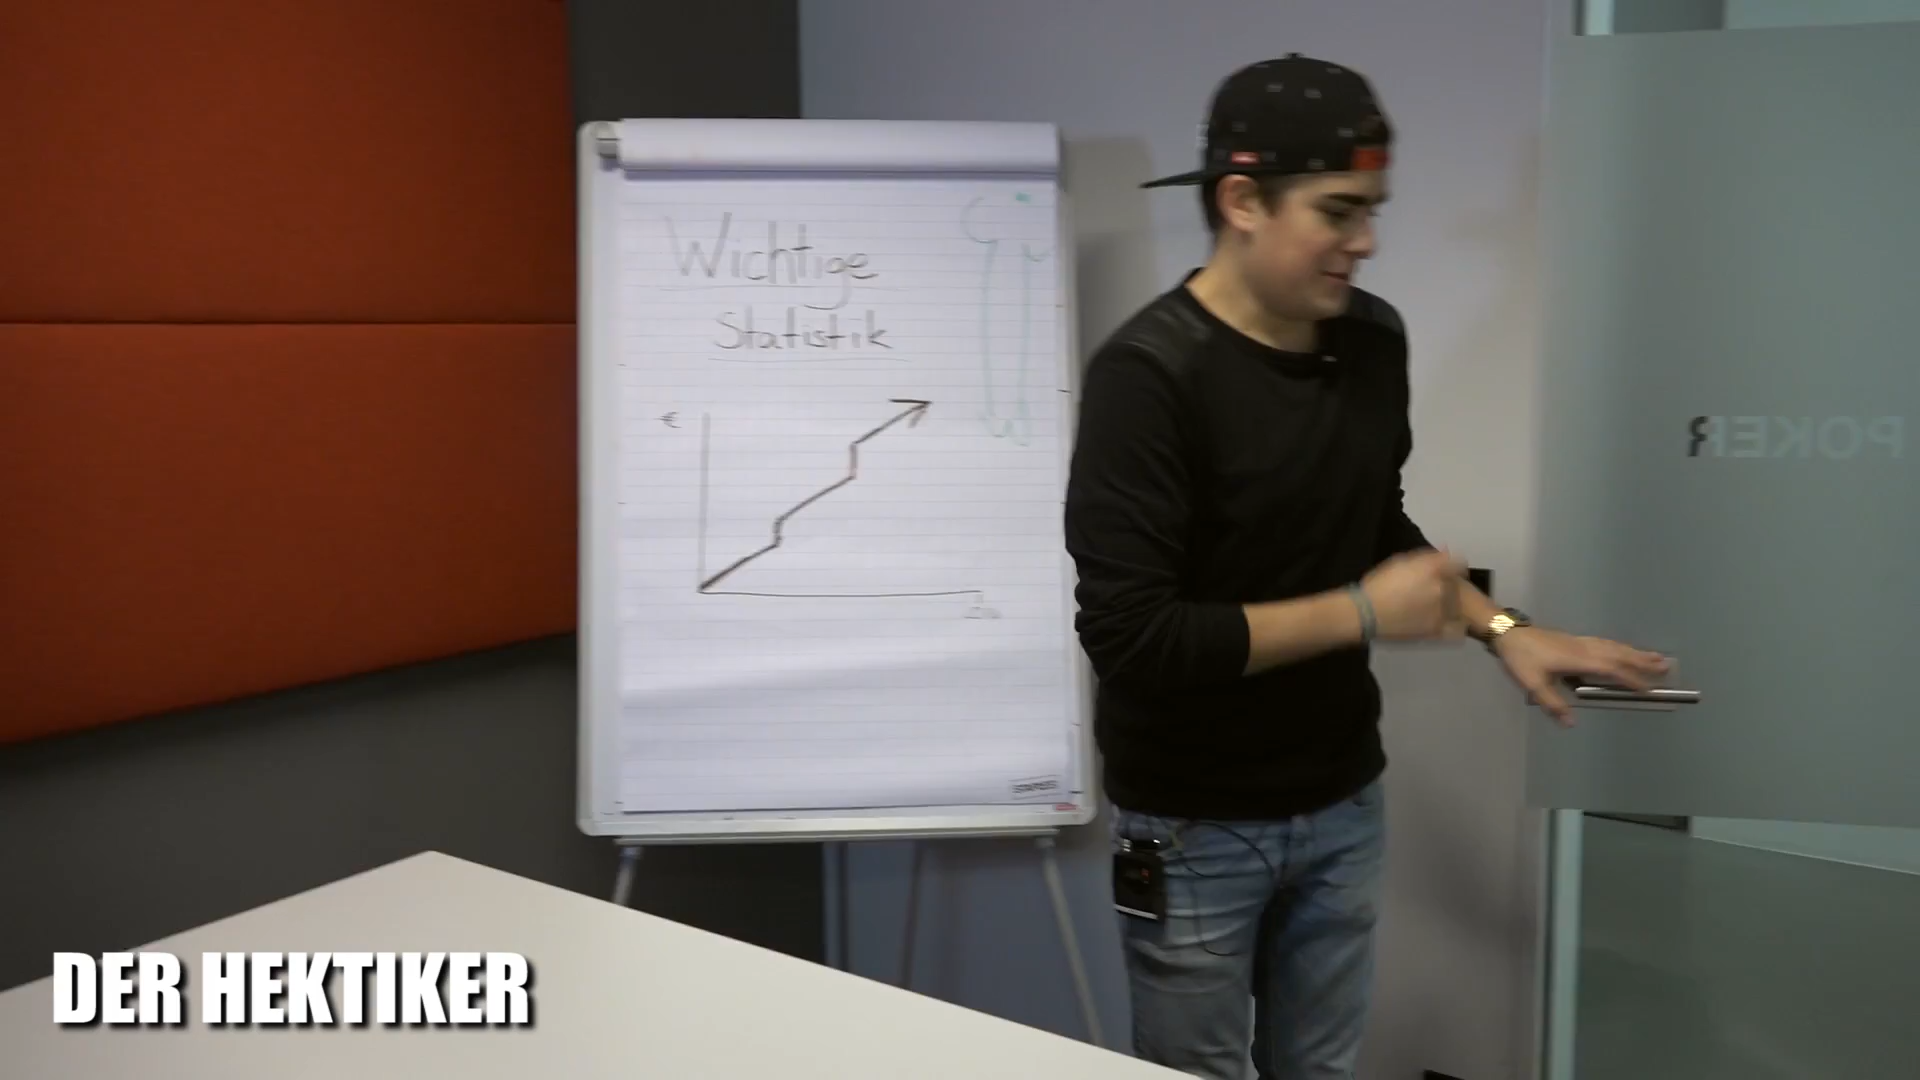 Wichtige
Statistik
€
POKER
DER HEKTIKER